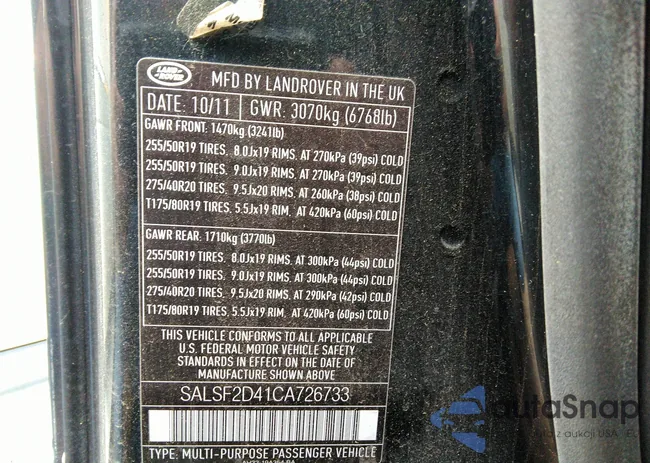 LAND ROVER
MFD BY LANDROVER IN THE UK
DATE: 10/11 GWR: 3070kg (6768lb)
GAWR FRONT: 1470kg (3241lb)
255/50R19 TIRES. 8.0Jx19 RIMS. AT 270kPa (39psi) COLD
255/50R19 TIRES. 9.0Jx19 RIMS. AT 270kPa (39psi) COLD
275/40R20 TIRES. 9.5Jx20 RIMS. AT 260kPa (38psi) COLD
T175/80R19 TIRES. 5.5Jx19 RIM. AT 420kPa (60psi) COLD
GAWR REAR: 1710kg (3770lb)
255/50R19 TIRES. 8.0Jx19 RIMS. AT 300kPa (44psi) COLD
255/50R19 TIRES. 9.0Jx19 RIMS. AT 300kPa (44psi) COLD
275/40R20 TIRES. 9.5Jx20 RIMS. AT 290kPa (42psi) COLD
T175/80R19 TIRES. 5.5Jx19 RIM. AT 420kPa (60psi) COLD
THIS VEHICLE CONFORMS TO ALL APPLICABLE
U.S. FEDERAL MOTOR VEHICLE SAFETY
STANDARDS IN EFFECT ON THE DATE OF
MANUFACTURE SHOWN ABOVE
SALSF2D41CA726733
TYPE: MULTI-PURPOSE PASSENGER VEHICLE
autoSnap
z aukcji USA